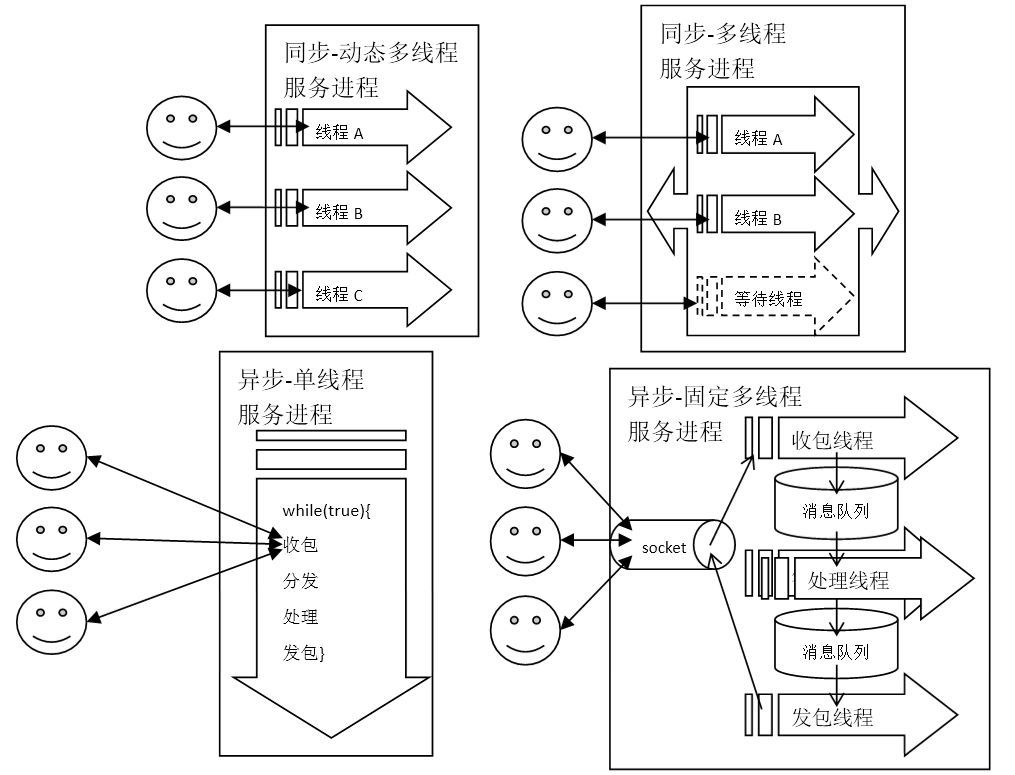 同步-动态多线程
服务进程
线程 A
线程 B
线程 C
同步-多线程
服务进程
线程 A
线程 B
等待线程
异步-单线程
服务进程
while(true){
收包
分发
处理
发包}
异步-固定多线程
服务进程
收包线程
消息队列
socket
处理线程
消息队列
发包线程